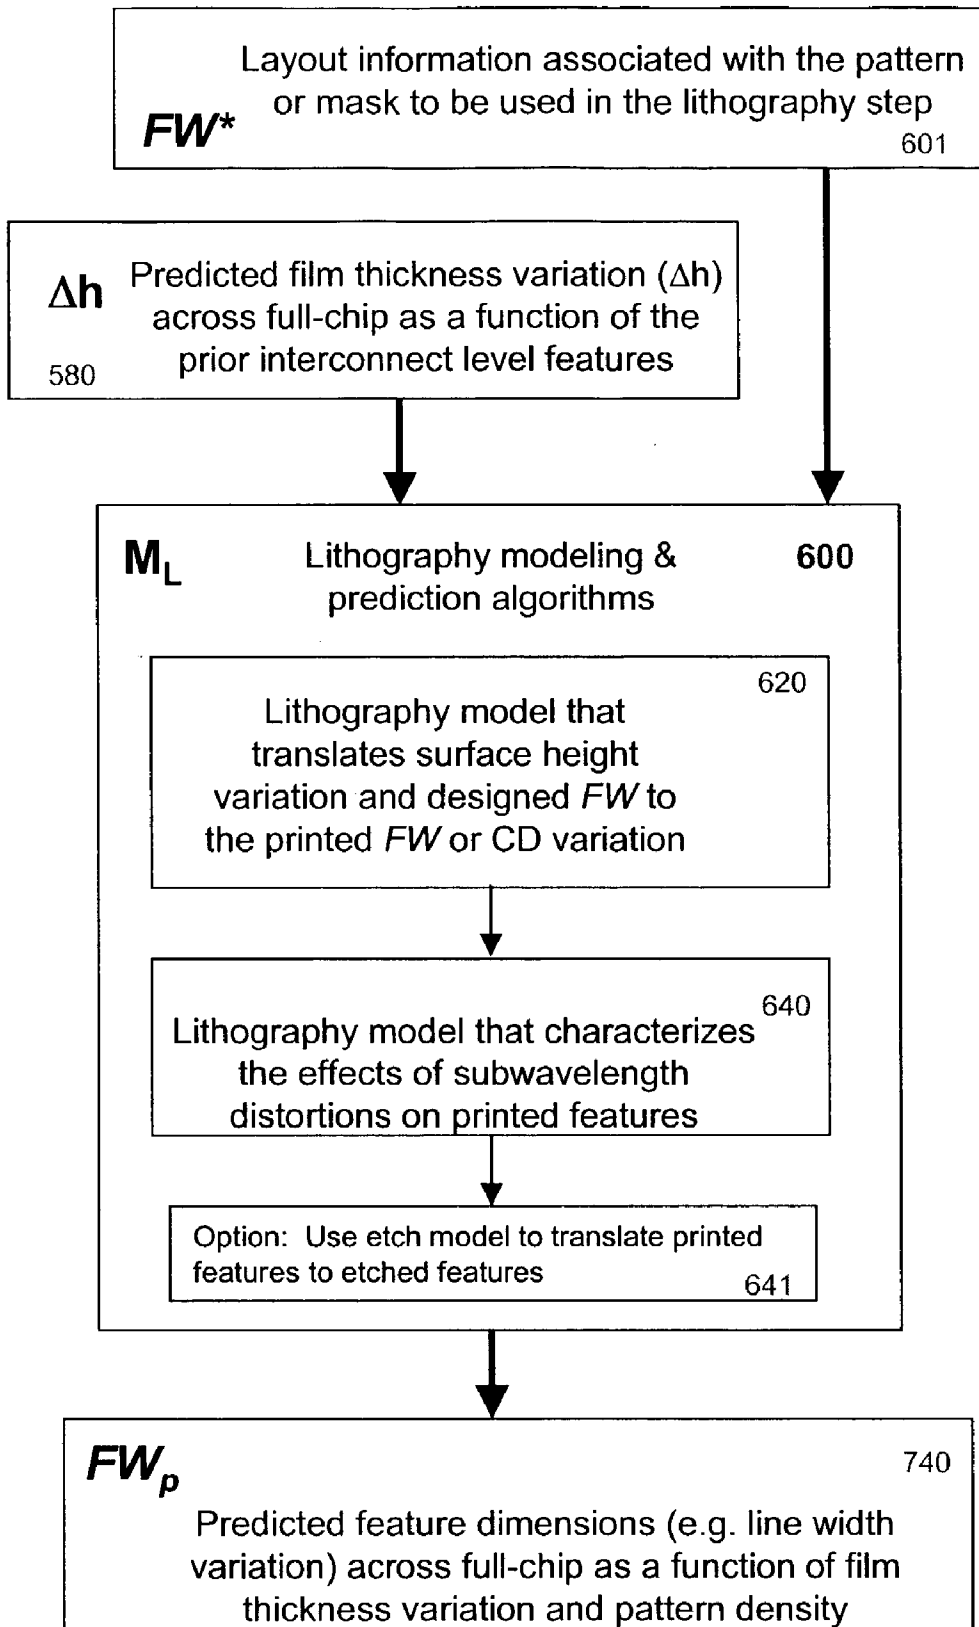 Layout information associated with the pattern
or mask to be used in the lithography step
FW*
601
Δh
Predicted film thickness variation (Δh)
across full-chip as a function of the
prior interconnect level features
580
M_L
Lithography modeling &
prediction algorithms
600
620
Lithography model that
translates surface height
variation and designed FW to
the printed FW or CD variation
640
Lithography model that characterizes
the effects of subwavelength
distortions on printed features
Option: Use etch model to translate printed
features to etched features
641
FW_p
740
Predicted feature dimensions (e.g. line width
variation) across full-chip as a function of film
thickness variation and pattern density